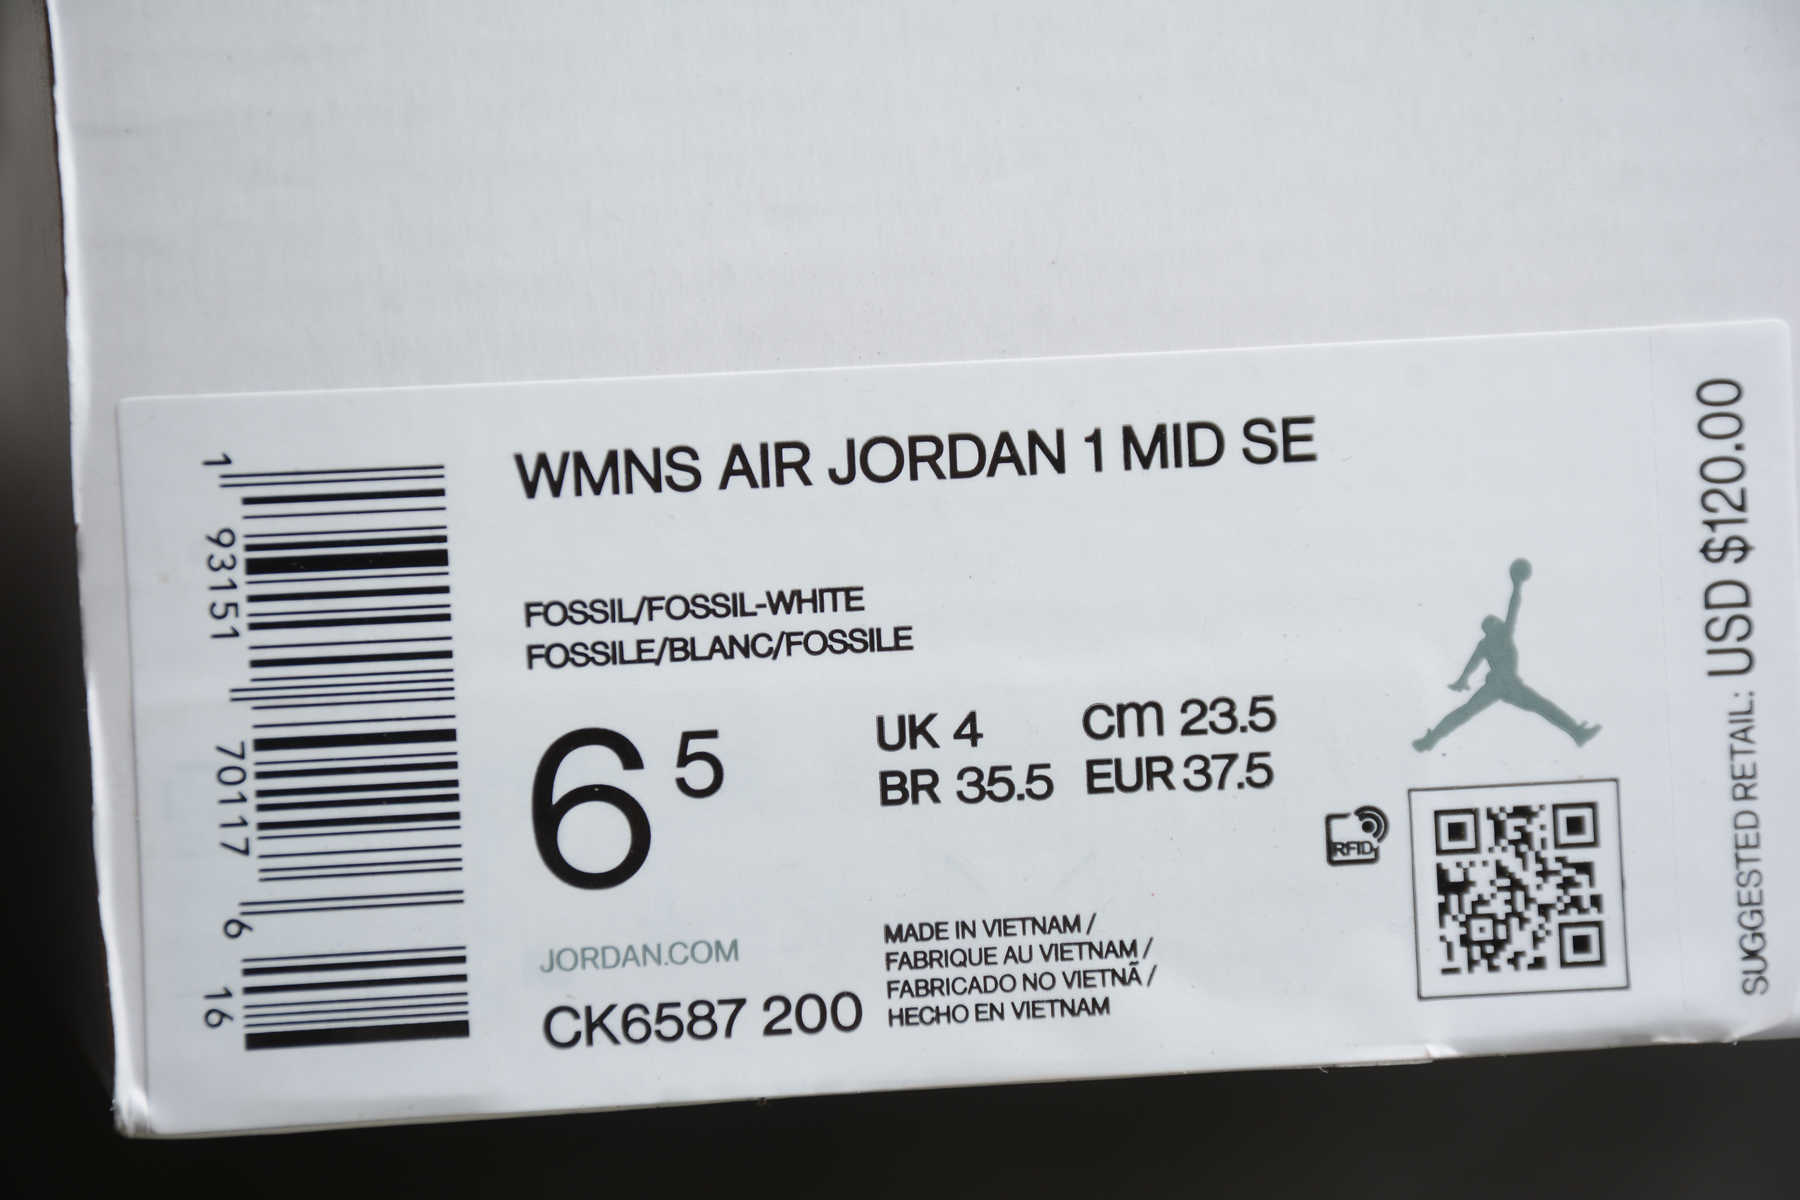 WMNS AIR JORDAN 1 MID SE
FOSSIL/FOSSIL-WHITE
FOSSILE/BLANC/FOSSILE
6 5
UK 4 CM 23.5
BR 35.5 EUR 37.5
RFID
JORDAN.COM
CK6587 200
MADE IN VIETNAM /
FABRIQUE AU VIETNAM /
FABRICADO NO VIETNÃ /
HECHO EN VIETNAM
1 93151 70117 6 16
SUGGESTED RETAIL: USD $120.00